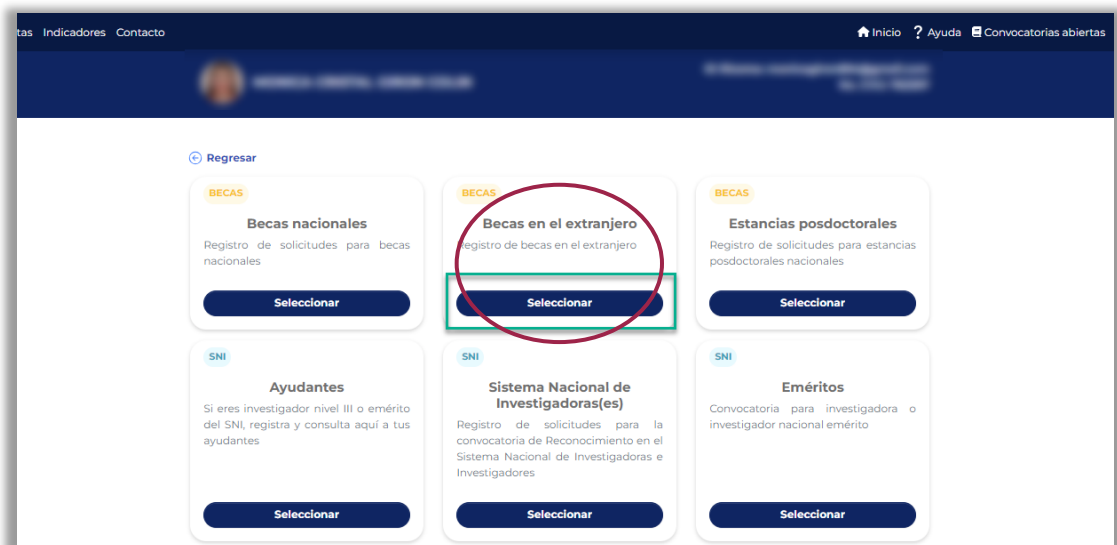 tas Indicadores Contacto
Inicio ? Ayuda Convocatorias abiertas
Regresar
BECAS
Becas nacionales
Registro de solicitudes para becas
nacionales
Seleccionar
BECAS
Becas en el extranjero
Registro de becas en el extranjero
Seleccionar
BECAS
Estancias posdoctorales
Registro de solicitudes para estancias
posdoctorales nacionales
Seleccionar
SNI
Ayudantes
Si eres investigador nivel III o emérito
del SNI, registra y consulta aquí a tus
ayudantes
Seleccionar
SNI
Sistema Nacional de
Investigadoras(es)
Registro de solicitudes para la
convocatoria de Reconocimiento en el
Sistema Nacional de Investigadoras e
Investigadores
Seleccionar
SNI
Eméritos
Convocatoria para investigadora o
investigador nacional emérito
Seleccionar